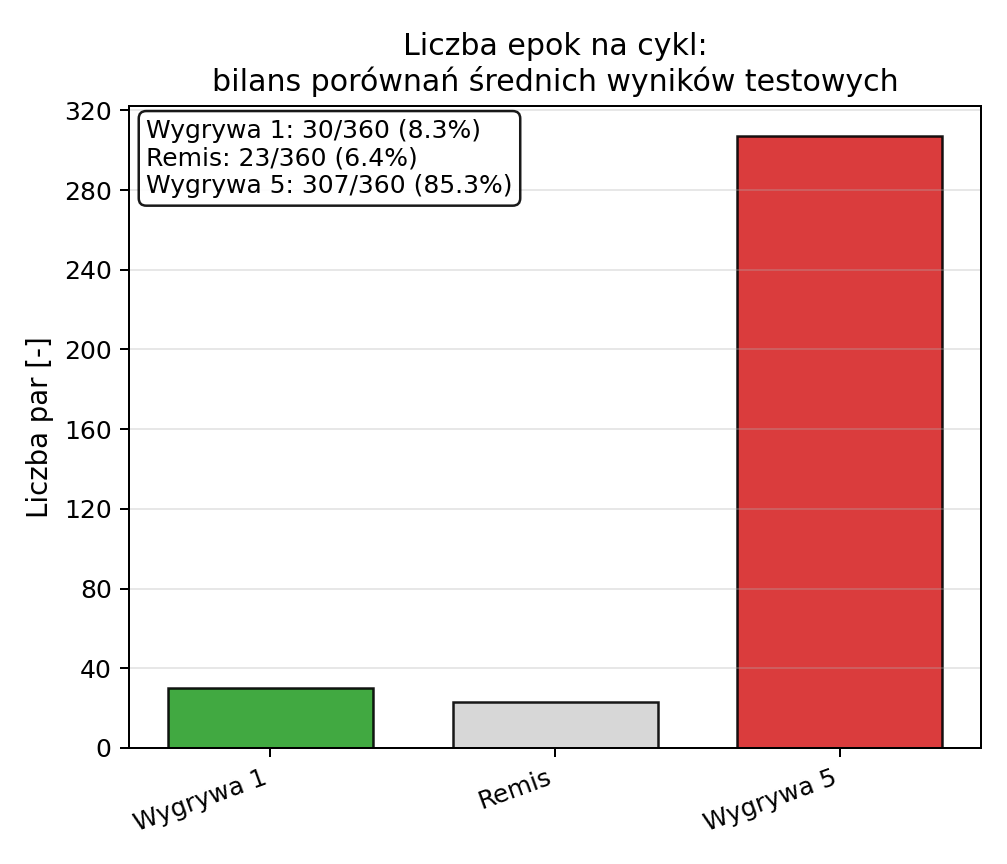 Liczba epok na cykl:
bilans porównań średnich wyników testowych
Wygrywa 1: 30/360 (8.3%)
Remis: 23/360 (6.4%)
Wygrywa 5: 307/360 (85.3%)
Liczba par [-]
320
280
240
200
160
120
80
40
0
Wygrywa 1
Remis
Wygrywa 5